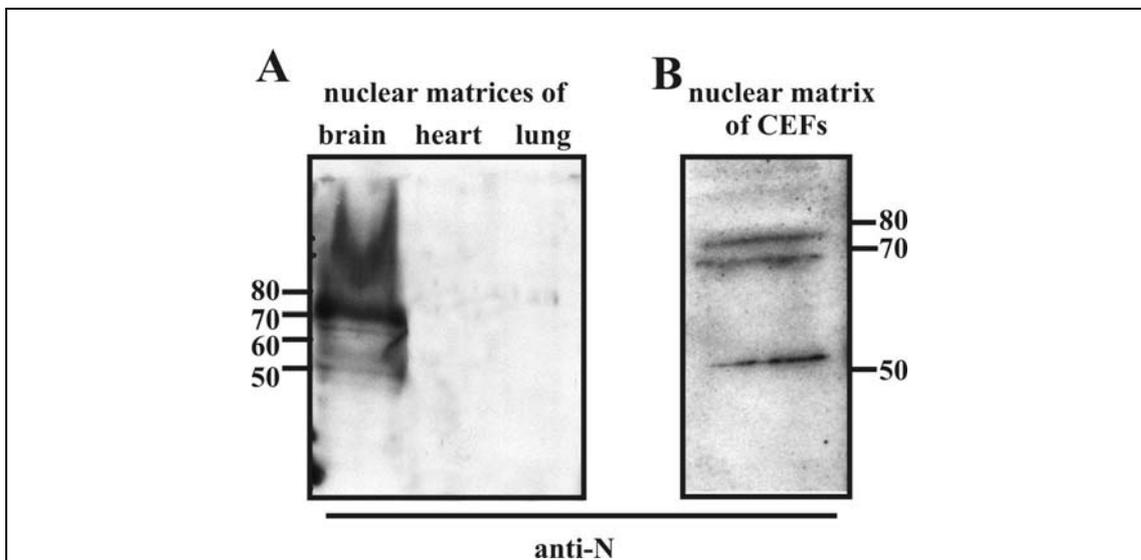 A
nuclear matrices of
brain heart lung
80
70
60
50
B
nuclear matrix
of CEFs
80
70
50
anti-N